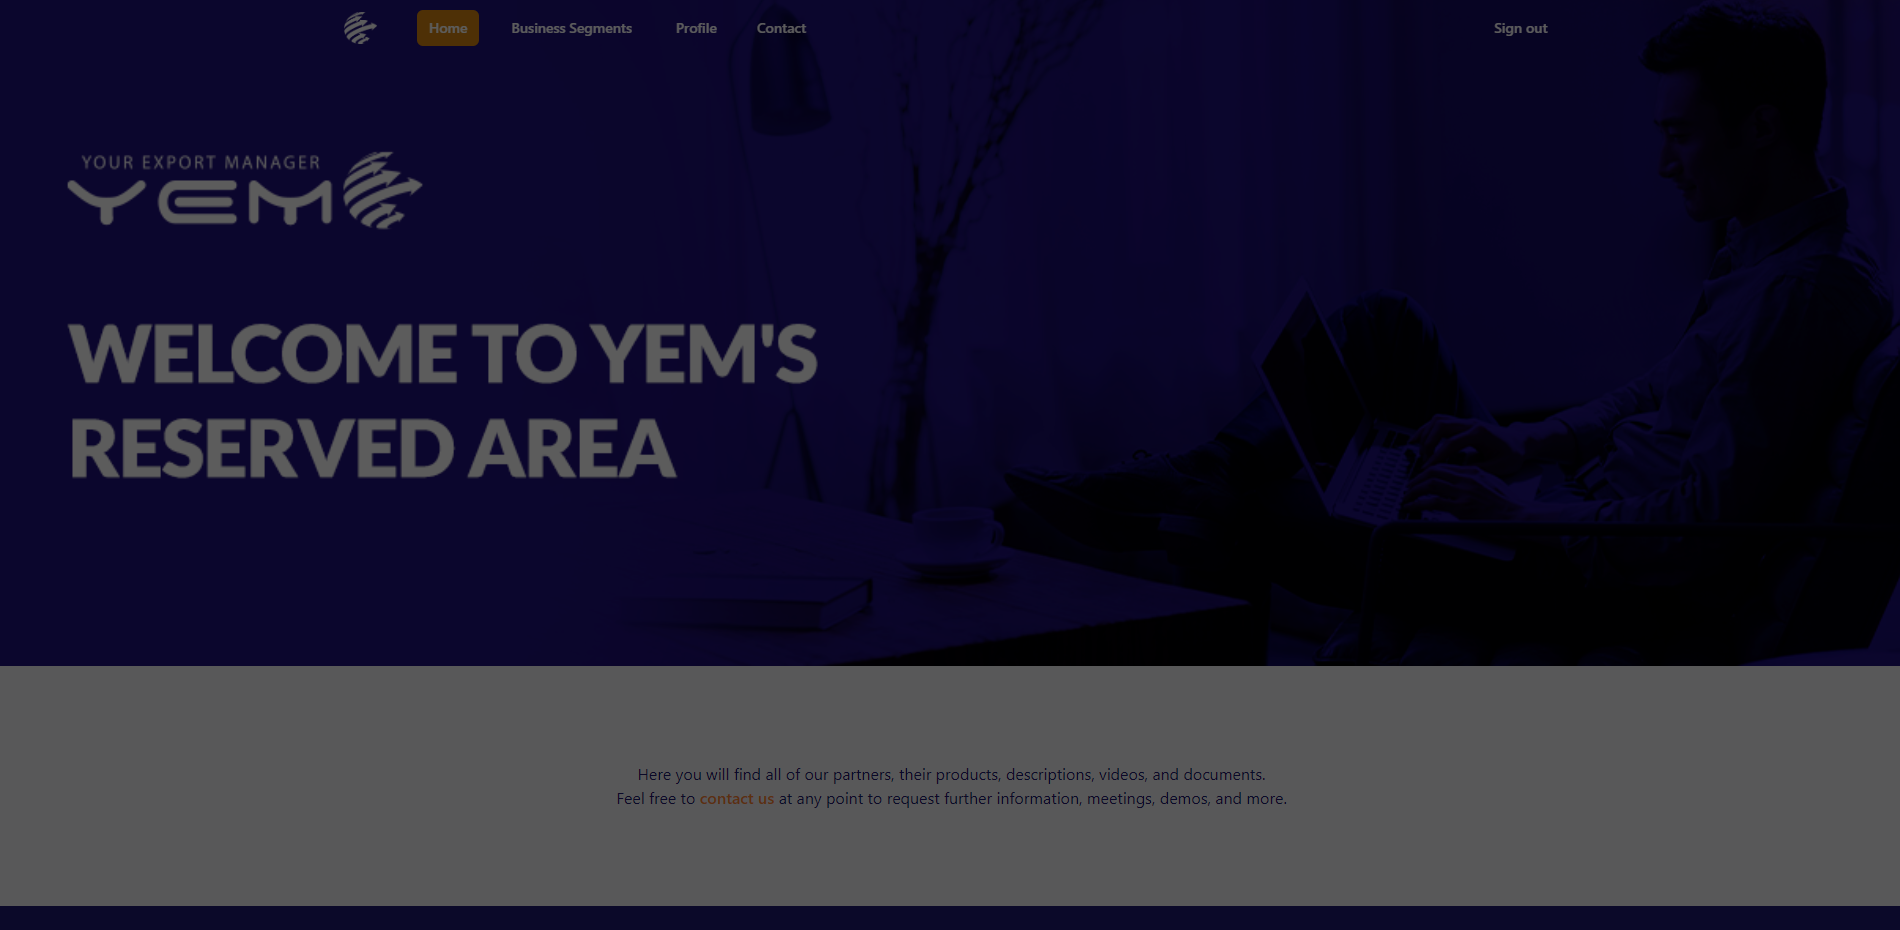 Home
Business Segments
Profile
Contact
Sign out
YOUR EXPORT MANAGER
YEM
WELCOME TO YEM'S
RESERVED AREA
Here you will find all of our partners, their products, descriptions, videos, and documents.
Feel free to contact us at any point to request further information, meetings, demos, and more.